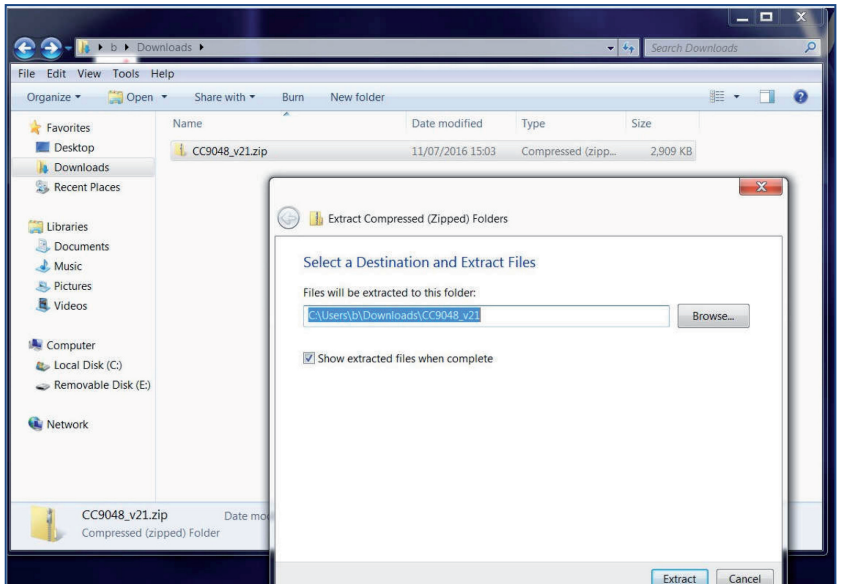 b Downloads
Search Downloads
File Edit View Tools Help
Organize Open Share with Burn New folder
Name Date modified Type Size
CC9048_v21.zip 11/07/2016 15:03 Compressed (zipp... 2,909 KB
Favorites
Desktop
Downloads
Recent Places
Libraries
Documents
Music
Pictures
Videos
Computer
Local Disk (C:)
Removable Disk (E:)
Network
Extract Compressed (Zipped) Folders
Select a Destination and Extract Files
Files will be extracted to this folder:
C:\Users\b\Downloads\CC9048_v21
Browse...
Show extracted files when complete
Extract Cancel
CC9048_v21.zip Date mod
Compressed (zipped) Folder